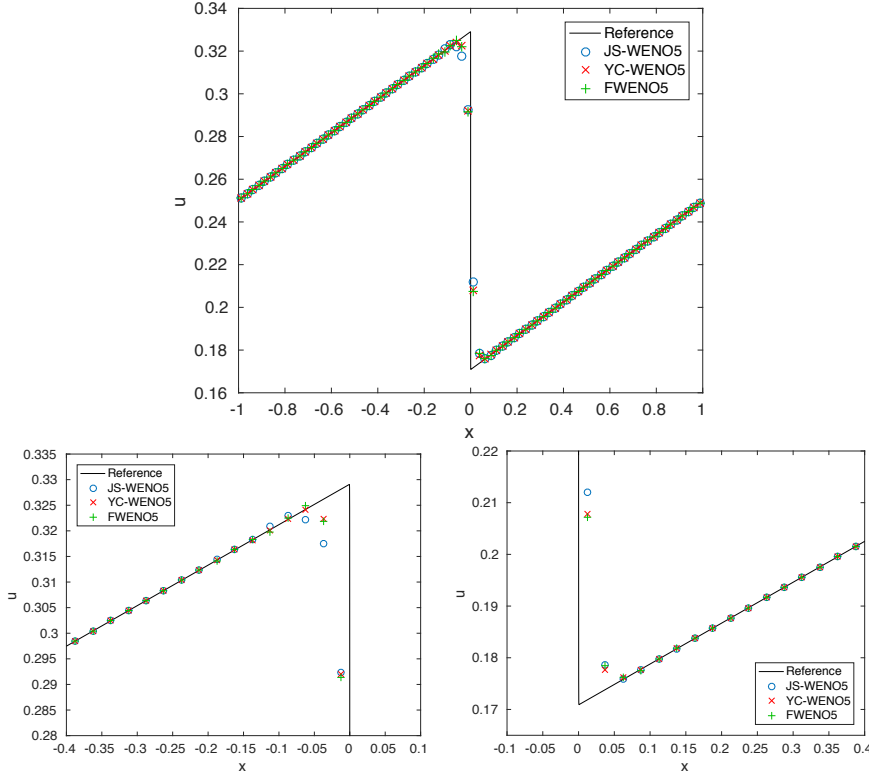 0.34
0.32
0.3
0.28
0.26
0.24
0.22
0.2
0.18
0.16
u
Reference
JS-WENO5
YC-WENO5
FWENO5
-1 -0.8 -0.6 -0.4 -0.2 0 0.2 0.4 0.6 0.8 1
x
0.335
0.33
0.325
0.32
0.315
0.31
0.305
0.3
0.295
0.29
0.285
0.28
u
Reference
JS-WENO5
YC-WENO5
FWENO5
-0.4 -0.35 -0.3 -0.25 -0.2 -0.15 -0.1 -0.05 0 0.05 0.1
x
0.22
0.21
0.2
0.19
0.18
0.17
u
Reference
JS-WENO5
YC-WENO5
FWENO5
-0.1 -0.05 0 0.05 0.1 0.15 0.2 0.25 0.3 0.35 0.4
x